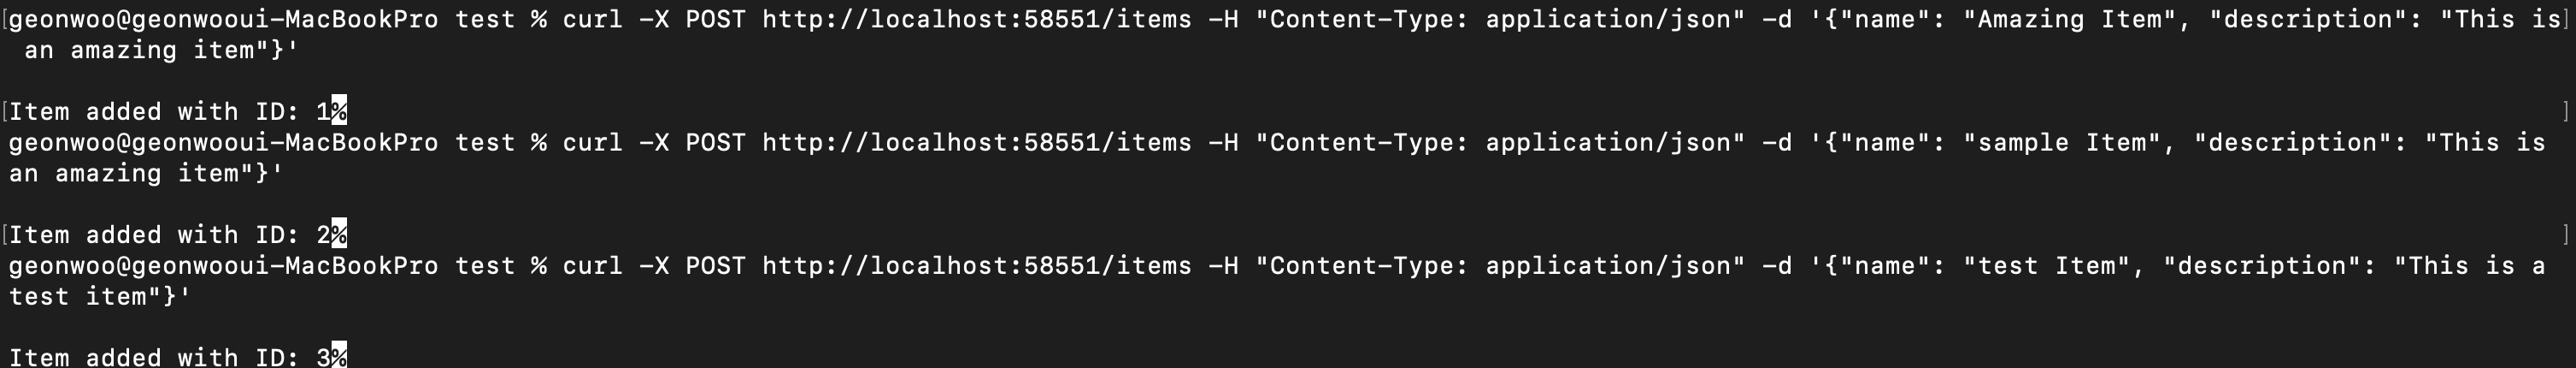 [geonwoo@geonwooui-MacBookPro test % curl -X POST http://localhost:58551/items -H "Content-Type: application/json" -d '{"name": "Amazing Item", "description": "This is]
 an amazing item"}'
[Item added with ID: 1% ]
geonwoo@geonwooui-MacBookPro test % curl -X POST http://localhost:58551/items -H "Content-Type: application/json" -d '{"name": "sample Item", "description": "This is
an amazing item"}'
[Item added with ID: 2% ]
geonwoo@geonwooui-MacBookPro test % curl -X POST http://localhost:58551/items -H "Content-Type: application/json" -d '{"name": "test Item", "description": "This is a
test item"}'
Item added with ID: 3%